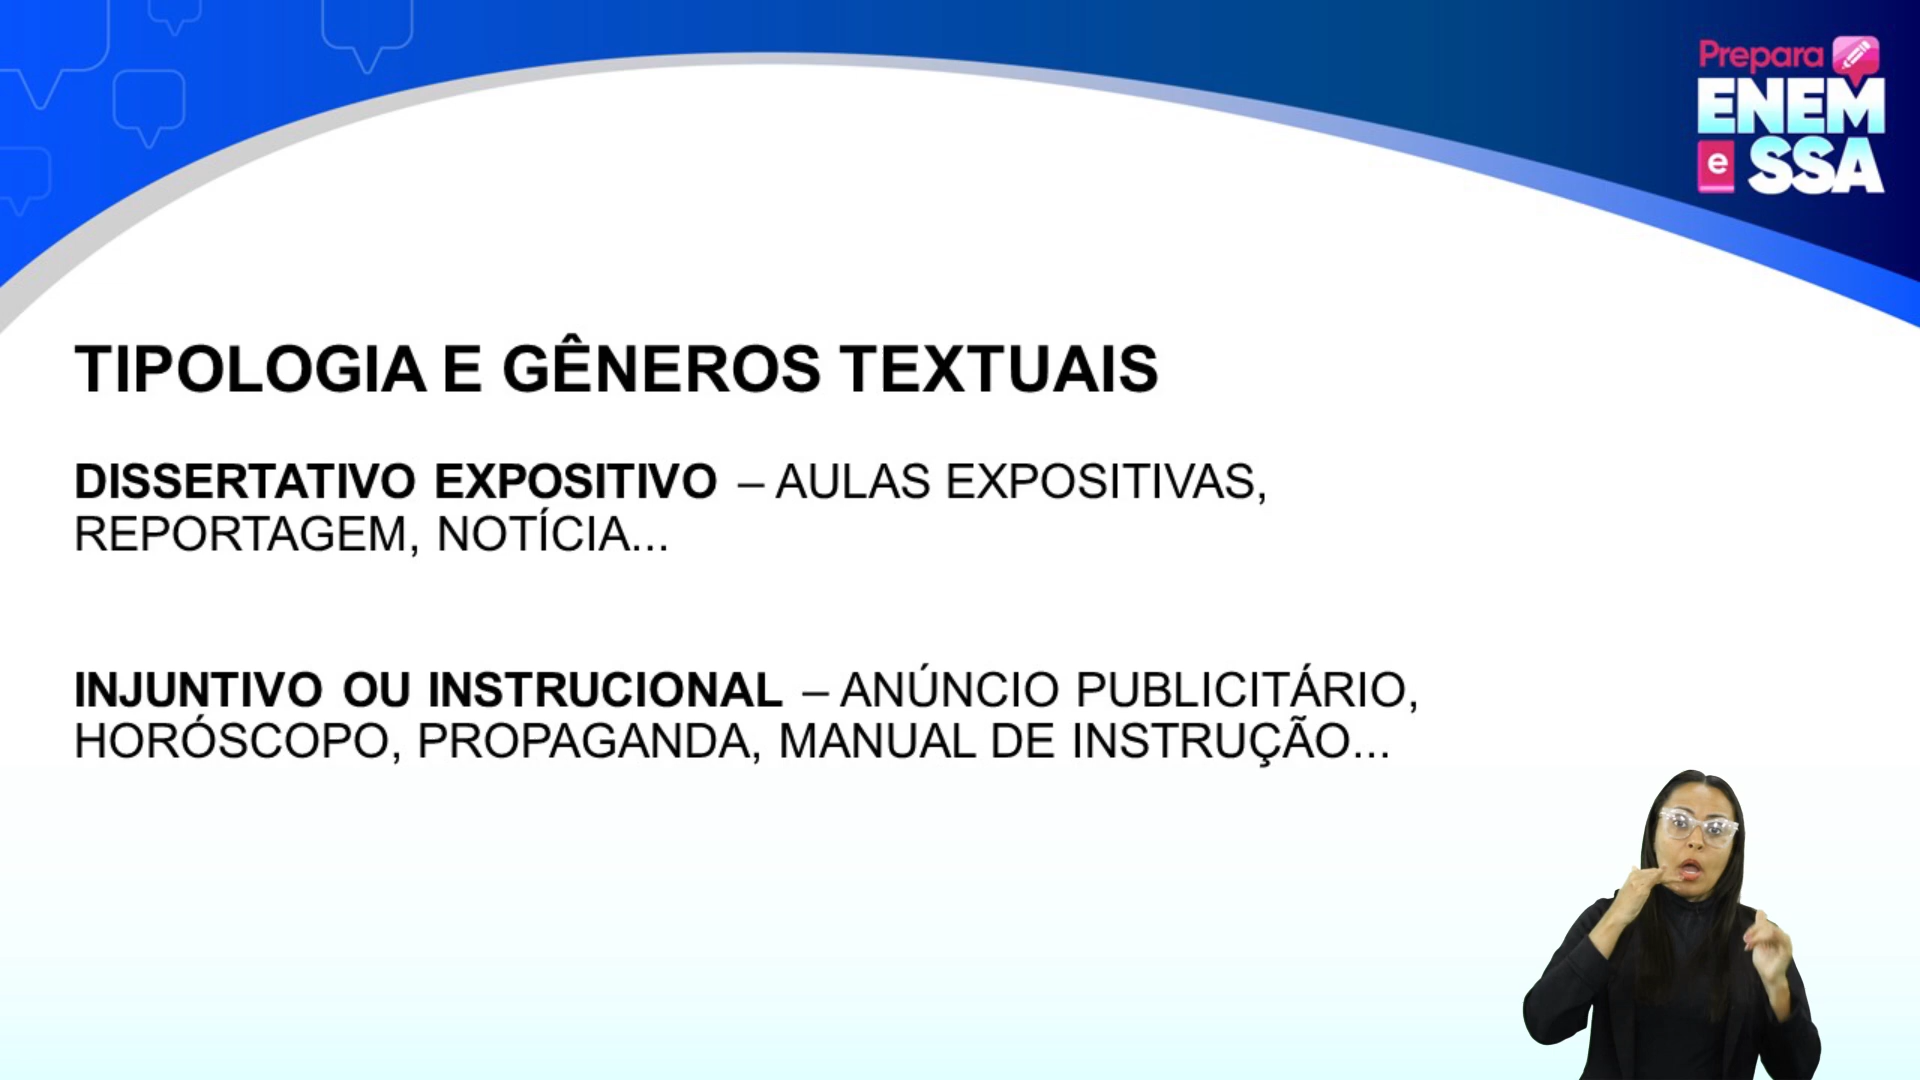 Prepara
ENEM
e SSA
TIPOLOGIA E GÊNEROS TEXTUAIS
DISSERTATIVO EXPOSITIVO – AULAS EXPOSITIVAS,
REPORTAGEM, NOTÍCIA...
INJUNTIVO OU INSTRUCIONAL – ANÚNCIO PUBLICITÁRIO,
HORÓSCOPO, PROPAGANDA, MANUAL DE INSTRUÇÃO...